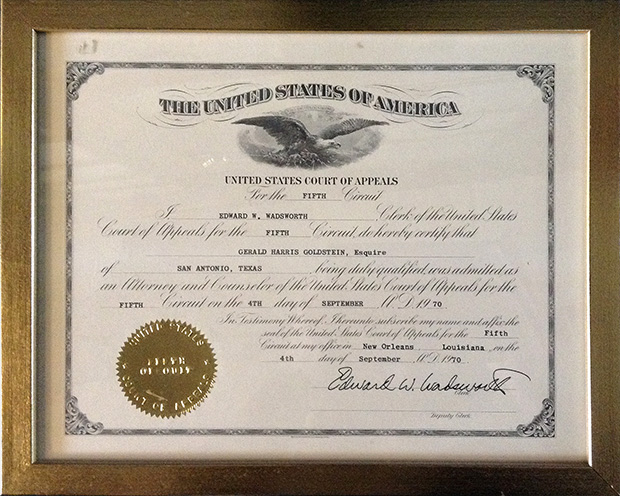 THE UNITED STATES OF AMERICA
UNITED STATES COURT OF APPEALS
For the FIFTH Circuit
I EDWARD W. WADSWORTH Clerk of the United States
Court of Appeals for the FIFTH Circuit, do hereby certify that
GERALD HARRIS GOLDSTEIN, Esquire
of SAN ANTONIO, TEXAS being duly qualified, was admitted as
an Attorney and Counselor of the United States Court of Appeals for the
FIFTH Circuit on the 4TH day of SEPTEMBER A.D. 1970
In Testimony Whereof, I hereunto subscribe my name and affix the
seal of the United States Court of Appeals for the Fifth
Circuit at my office in New Orleans Louisiana on the
4th day of September A.D. 1970
Edward W. Wadsworth
Clerk
Deputy Clerk
UNITED STATES
COURT OF APPEALS